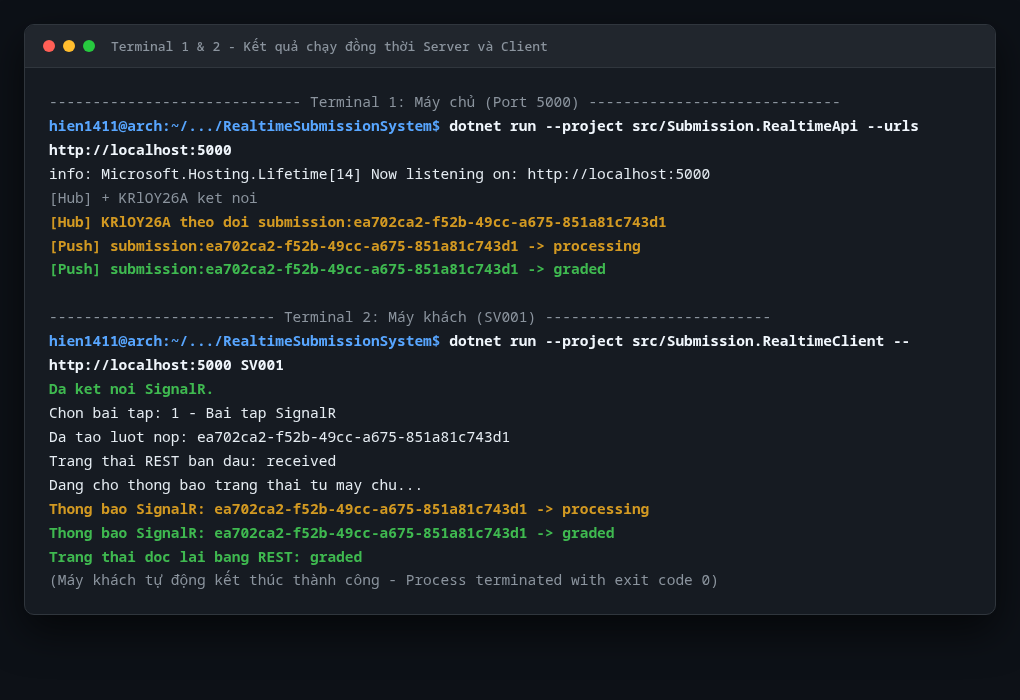 Terminal 1 & 2 - Kết quả chạy đồng thời Server và Client
----------------------------- Terminal 1: Máy chủ (Port 5000) -----------------------------
hien1411@arch:~/.../RealtimeSubmissionSystem$ dotnet run --project src/Submission.RealtimeApi --urls
http://localhost:5000
info: Microsoft.Hosting.Lifetime[14] Now listening on: http://localhost:5000
[Hub] + KRlOY26A ket noi
[Hub] KRlOY26A theo doi submission:ea702ca2-f52b-49cc-a675-851a81c743d1
[Push] submission:ea702ca2-f52b-49cc-a675-851a81c743d1 -> processing
[Push] submission:ea702ca2-f52b-49cc-a675-851a81c743d1 -> graded
-------------------------- Terminal 2: Máy khách (SV001) --------------------------
hien1411@arch:~/.../RealtimeSubmissionSystem$ dotnet run --project src/Submission.RealtimeClient --
http://localhost:5000 SV001
Da ket noi SignalR.
Chon bai tap: 1 - Bai tap SignalR
Da tao luot nop: ea702ca2-f52b-49cc-a675-851a81c743d1
Trang thai REST ban dau: received
Dang cho thong bao trang thai tu may chu...
Thong bao SignalR: ea702ca2-f52b-49cc-a675-851a81c743d1 -> processing
Thong bao SignalR: ea702ca2-f52b-49cc-a675-851a81c743d1 -> graded
Trang thai doc lai bang REST: graded
(Máy khách tự động kết thúc thành công - Process terminated with exit code 0)